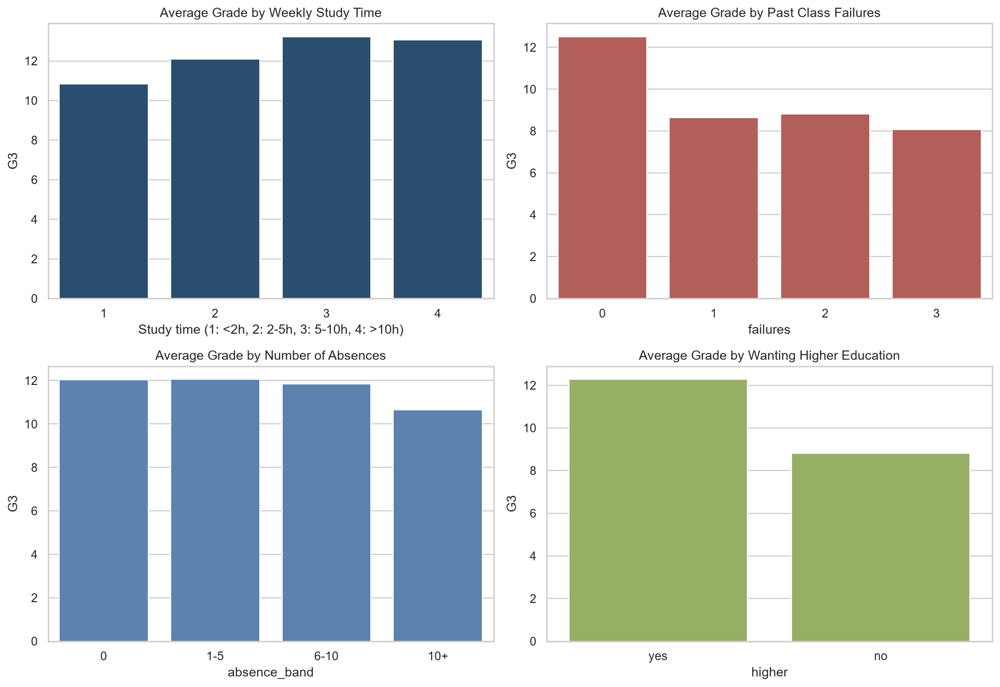 Average Grade by Weekly Study Time
G3
12
10
8
6
4
2
0
1 2 3 4
Study time (1: <2h, 2: 2-5h, 3: 5-10h, 4: >10h)
Average Grade by Past Class Failures
G3
12
10
8
6
4
2
0
0 1 2 3
failures
Average Grade by Number of Absences
G3
12
10
8
6
4
2
0
0 1-5 6-10 10+
absence_band
Average Grade by Wanting Higher Education
G3
12
10
8
6
4
2
0
yes no
higher